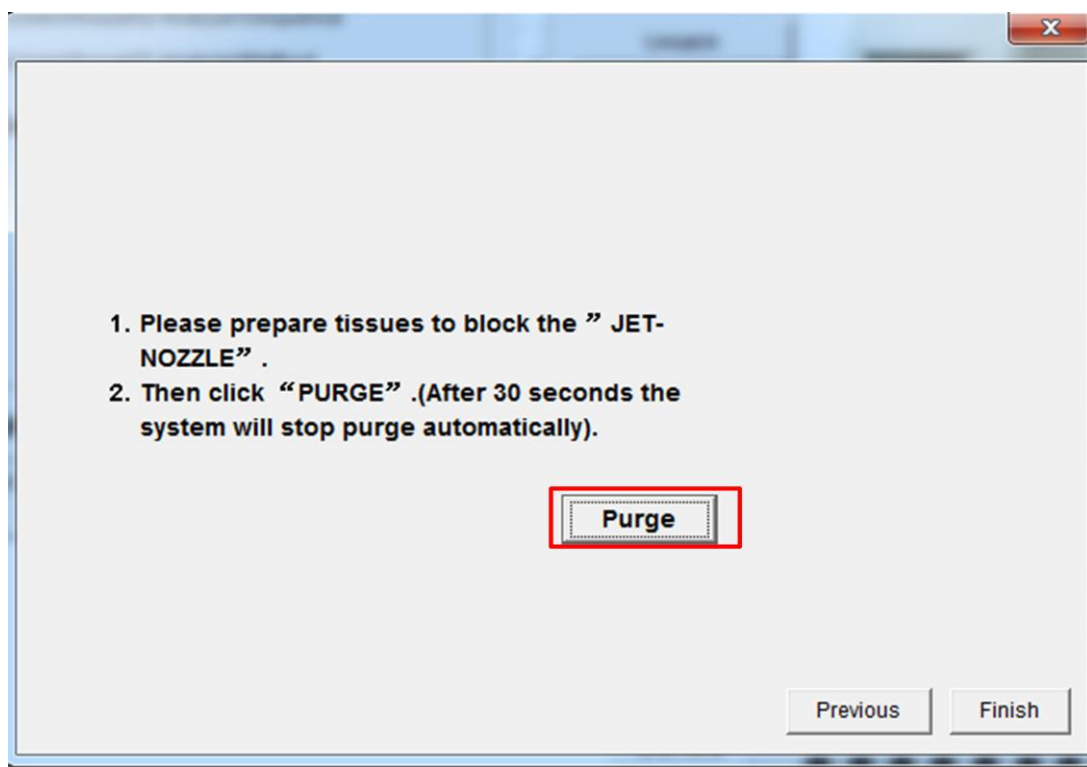 1. Please prepare tissues to block the ” JET-
NOZZLE” .
2. Then click “PURGE” .(After 30 seconds the
system will stop purge automatically).
Purge
Previous
Finish